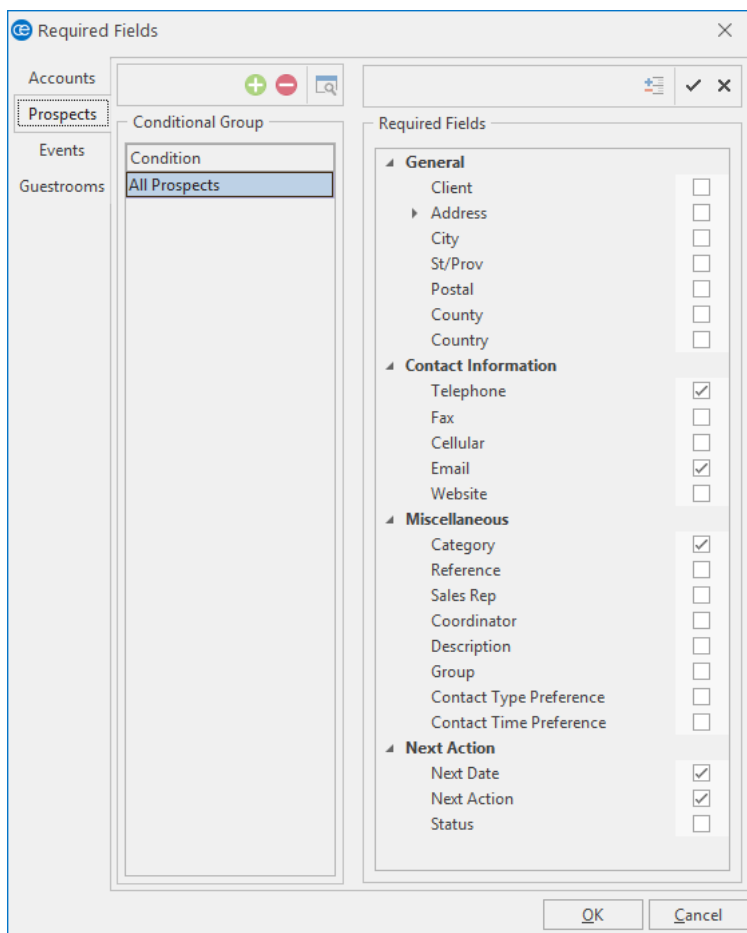 Required Fields
Accounts
Prospects
Events
Guestrooms
Conditional Group
Condition
All Prospects
Required Fields
General
Client
Address
City
St/Prov
Postal
County
Country
Contact Information
Telephone
Fax
Cellular
Email
Website
Miscellaneous
Category
Reference
Sales Rep
Coordinator
Description
Group
Contact Type Preference
Contact Time Preference
Next Action
Next Date
Next Action
Status
OK
Cancel